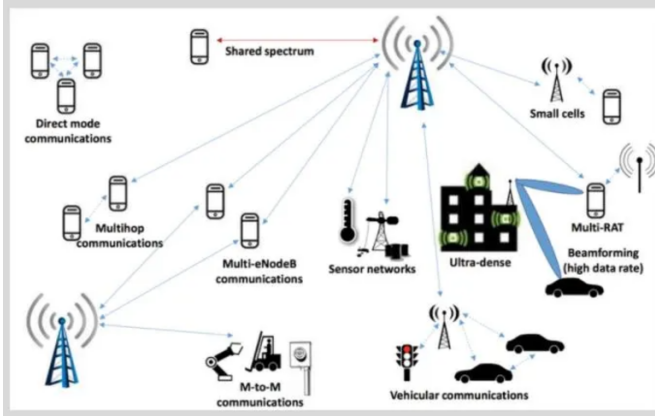 Shared spectrum
Direct mode
communications
Small cells
Multihop
communications
Multi-eNodeB
communications
Sensor networks
Ultra-dense
Multi-RAT
Beamforming
(high data rate)
M-to-M
communications
Vehicular communications